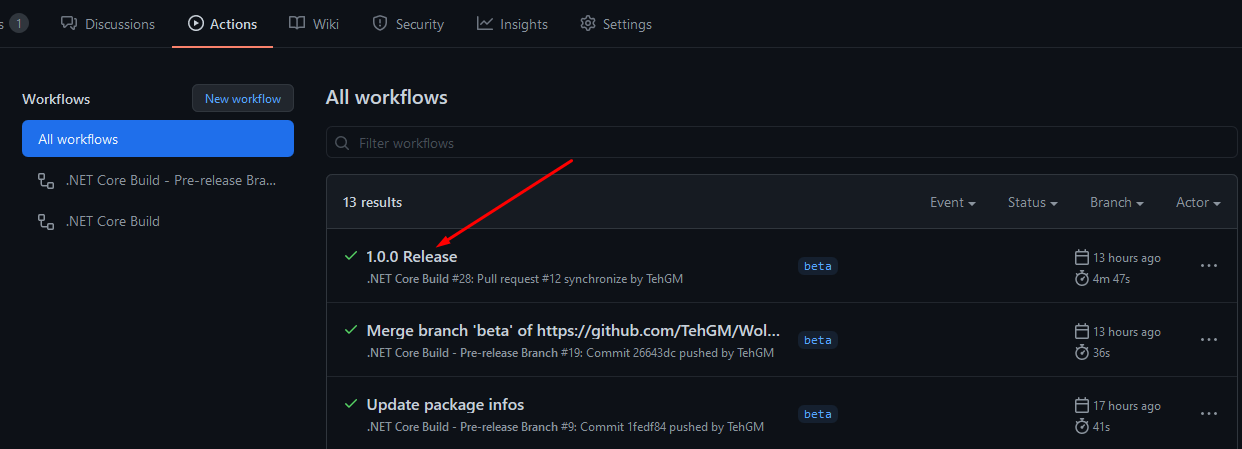 s 1 Discussions Actions Wiki Security Insights Settings
Workflows
New workflow
All workflows
.NET Core Build - Pre-release Bra...
.NET Core Build
All workflows
Filter workflows
13 results Event Status Branch Actor
1.0.0 Release
.NET Core Build #28: Pull request #12 synchronize by TehGM
beta
13 hours ago
4m 47s
Merge branch 'beta' of https://github.com/TehGM/Wol...
.NET Core Build - Pre-release Branch #19: Commit 26643dc pushed by TehGM
beta
13 hours ago
36s
Update package infos
.NET Core Build - Pre-release Branch #9: Commit 1fedf84 pushed by TehGM
beta
17 hours ago
41s